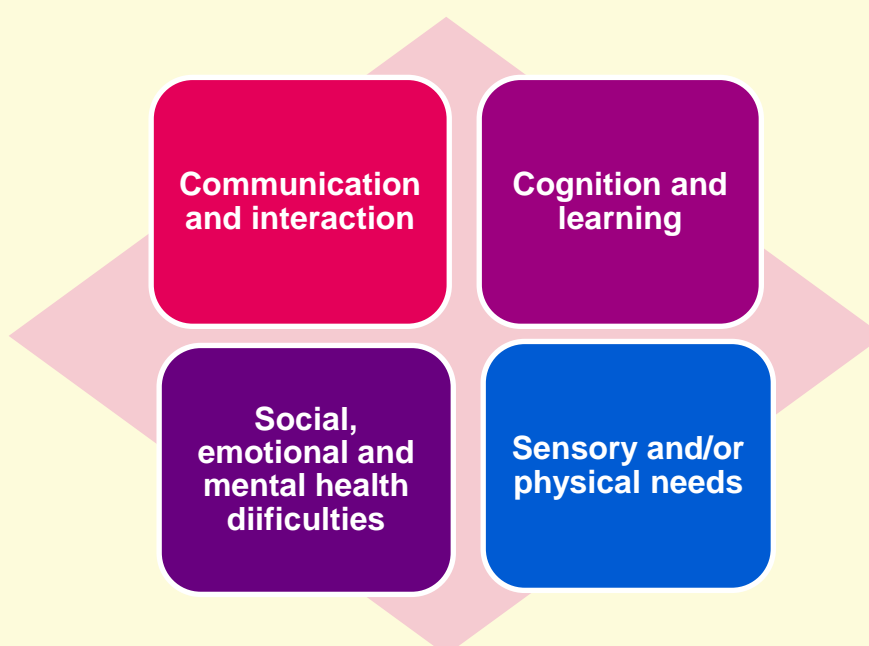 Communication
and interaction
Cognition and
learning
Social,
emotional and
mental health
diificulties
Sensory and/or
physical needs